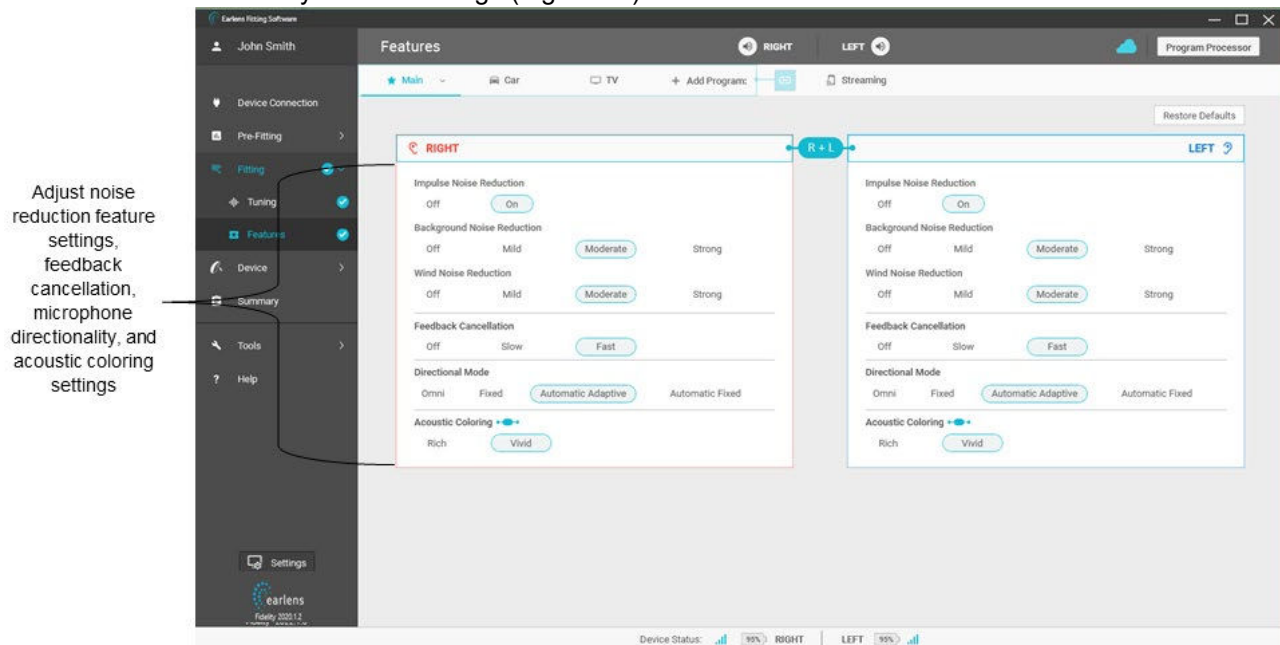 Earlens Fitting Software
John Smith
Features
RIGHT
LEFT
Program Processor
Main
Car
TV
+ Add Program:
Streaming
Device Connection
Restore Defaults
Pre-Fitting
RIGHT
R + L
LEFT
Fitting
Tuning
Features
Device
Summary
Tools
? Help
Adjust noise
reduction feature
settings,
feedback
cancellation,
microphone
directionality, and
acoustic coloring
settings
Impulse Noise Reduction
Off On
Background Noise Reduction
Off Mild Moderate Strong
Wind Noise Reduction
Off Mild Moderate Strong
Feedback Cancellation
Off Slow Fast
Directional Mode
Omni Fixed Automatic Adaptive Automatic Fixed
Acoustic Coloring
Rich Vivid
Impulse Noise Reduction
Off On
Background Noise Reduction
Off Mild Moderate Strong
Wind Noise Reduction
Off Mild Moderate Strong
Feedback Cancellation
Off Slow Fast
Directional Mode
Omni Fixed Automatic Adaptive Automatic Fixed
Acoustic Coloring
Rich Vivid
Settings
earlens
Fidelity 2020.1.2
Device Status: 95% RIGHT LEFT 95%